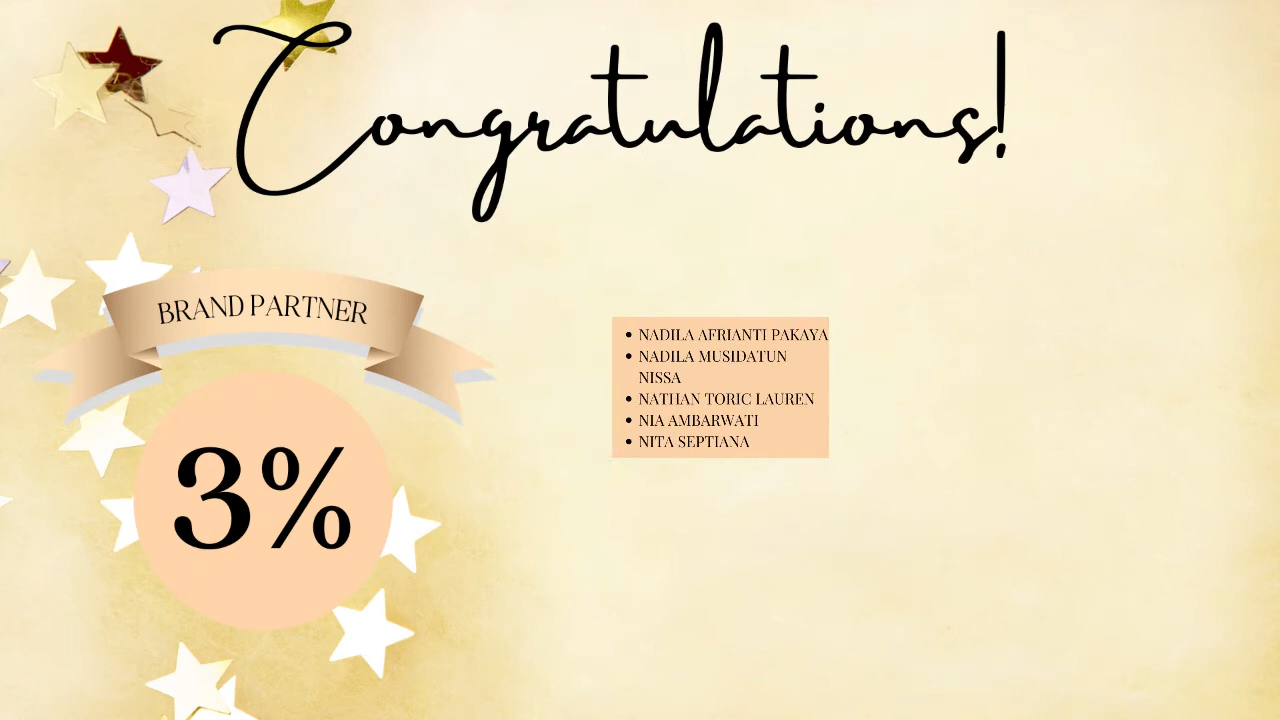 Congratulations!
BRAND PARTNER
3%
• NADILA AFRIANTI PAKAYA
• NADILA MUSIDATUN
NISSA
• NATHAN TORIC LAUREN
• NIA AMBARWATI
• NITA SEPTIANA